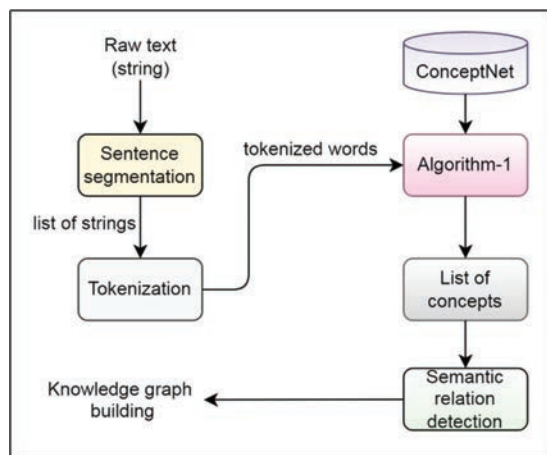 Raw text
(string)
Sentence
segmentation
list of strings
Tokenization
tokenized words
ConceptNet
Algorithm-1
List of
concepts
Semantic
relation
detection
Knowledge graph
building